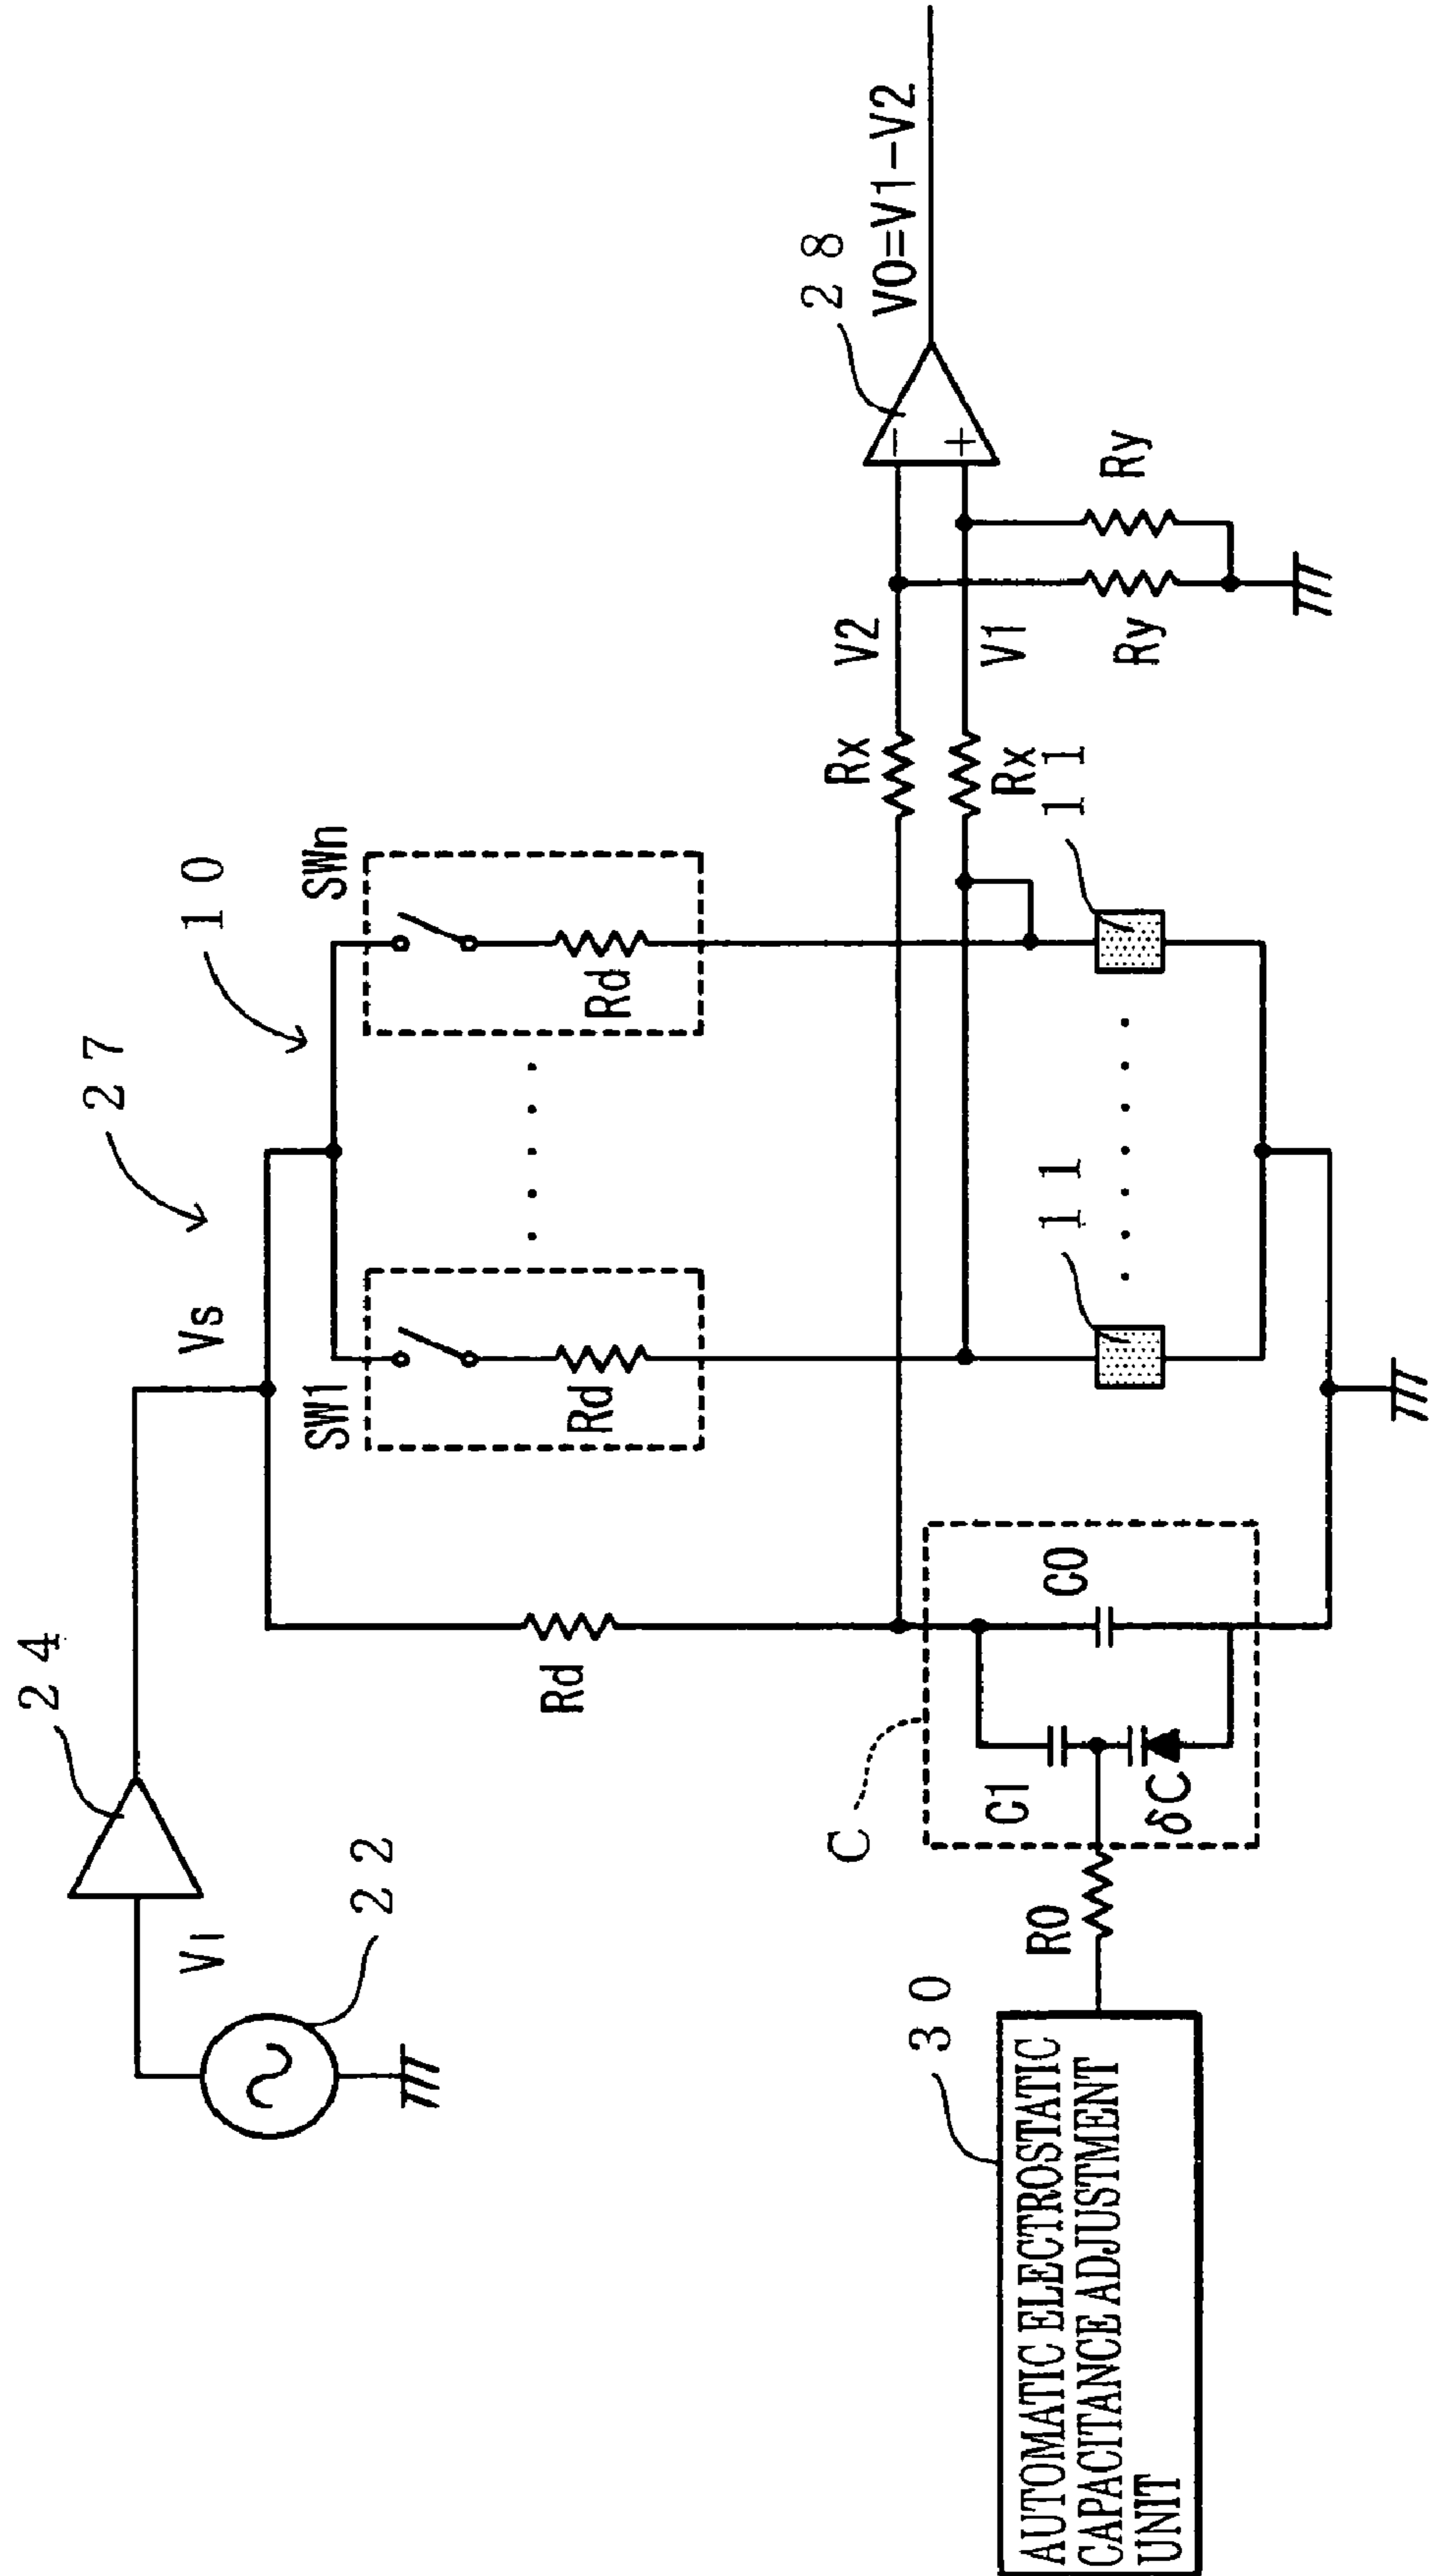 24
Vi
22
Vs
27
10
SW1
Rd
SWn
Rd
Rd
Rx
V2
Rx
V1
28
V0=V1-V2
Ry
Ry
11
11
C
C1
C0
δC
R0
30
AUTOMATIC ELECTROSTATIC
CAPACITANCE ADJUSTMENT
UNIT
−
+